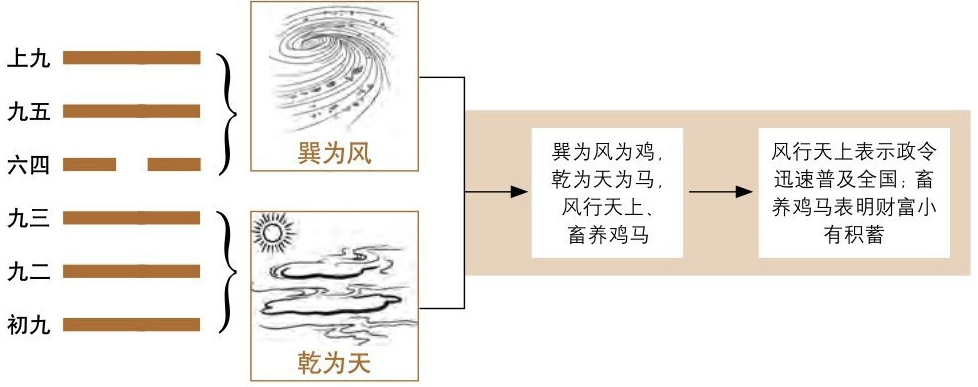 上九
九五
六四
九三
九二
初九
巽为风
乾为天
巽为风为鸡，
乾为天为马，
风行天上、
畜养鸡马
风行天上表示政令
迅速普及全国；畜
养鸡马表明财富小
有积蓄